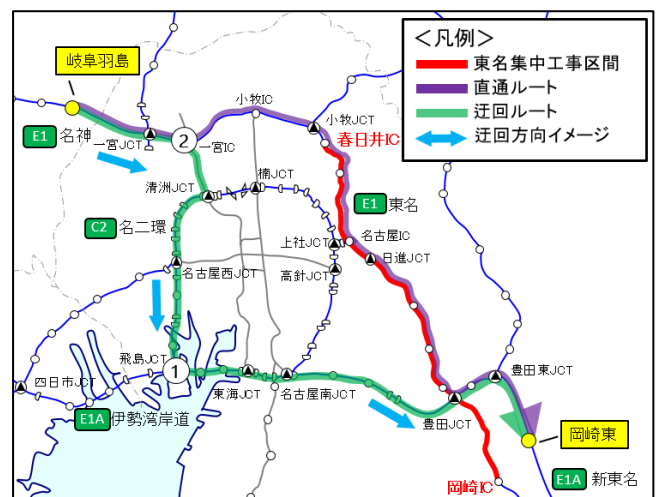 ＜凡例＞
東名集中工事区間
直通ルート
迂回ルート
迂回方向イメージ
岐阜羽島
E1 名神
一宮JCT
2
一宮IC
小牧IC
小牧JCT
春日井IC
清洲JCT
楠JCT
E1 東名
C2 名二環
上社JCT
名古屋IC
日進JCT
高針JCT
名古屋西JCT
飛島JCT
1
四日市JCT
E1A 伊勢湾岸道
東海JCT
名古屋南JCT
豊田東JCT
豊田JCT
岡崎東
岡崎IC
E1A 新東名